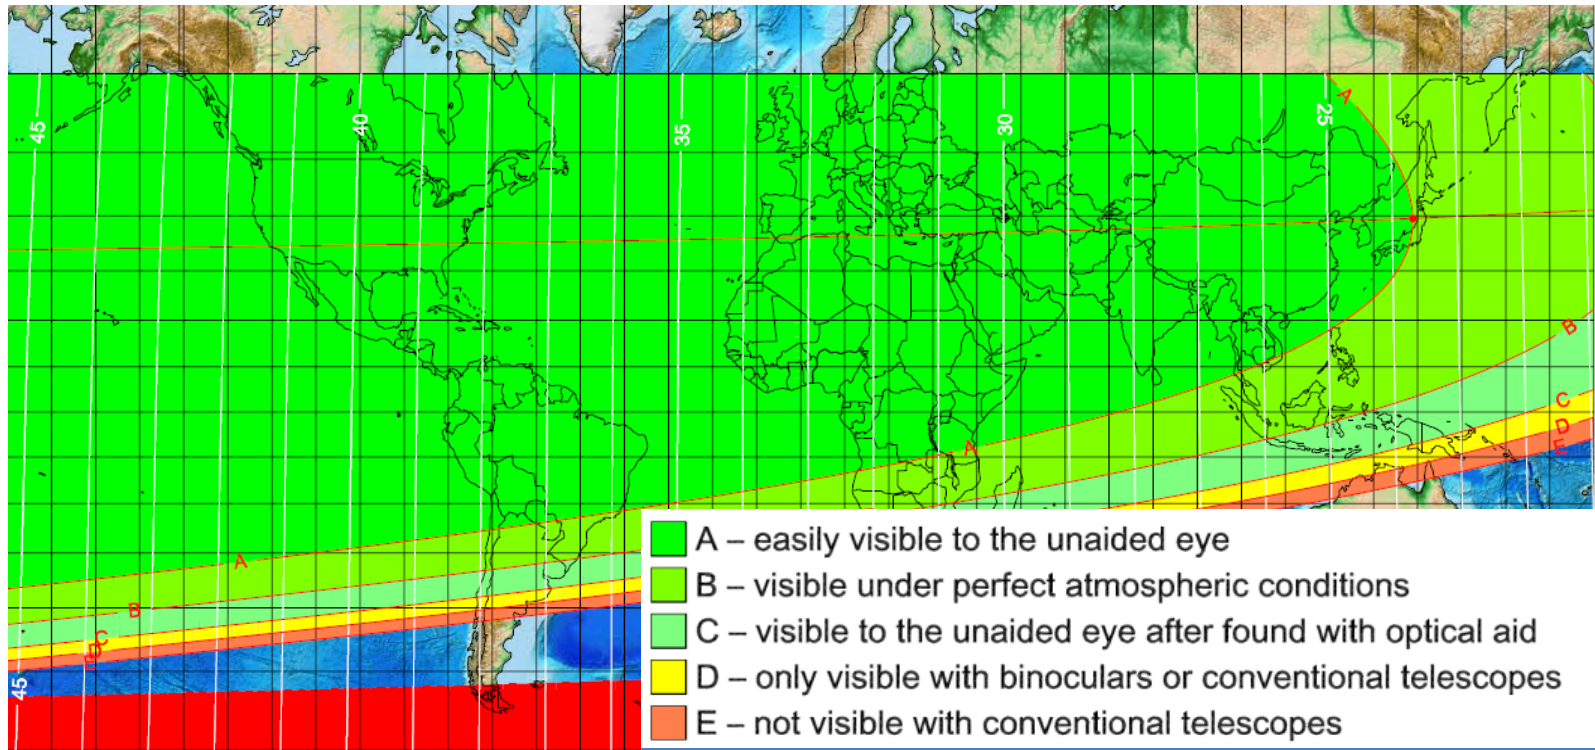 45
40
35
30
25
A
B
A
A
C
D
E
B
C
D
E
45
A – easily visible to the unaided eye
B – visible under perfect atmospheric conditions
C – visible to the unaided eye after found with optical aid
D – only visible with binoculars or conventional telescopes
E – not visible with conventional telescopes